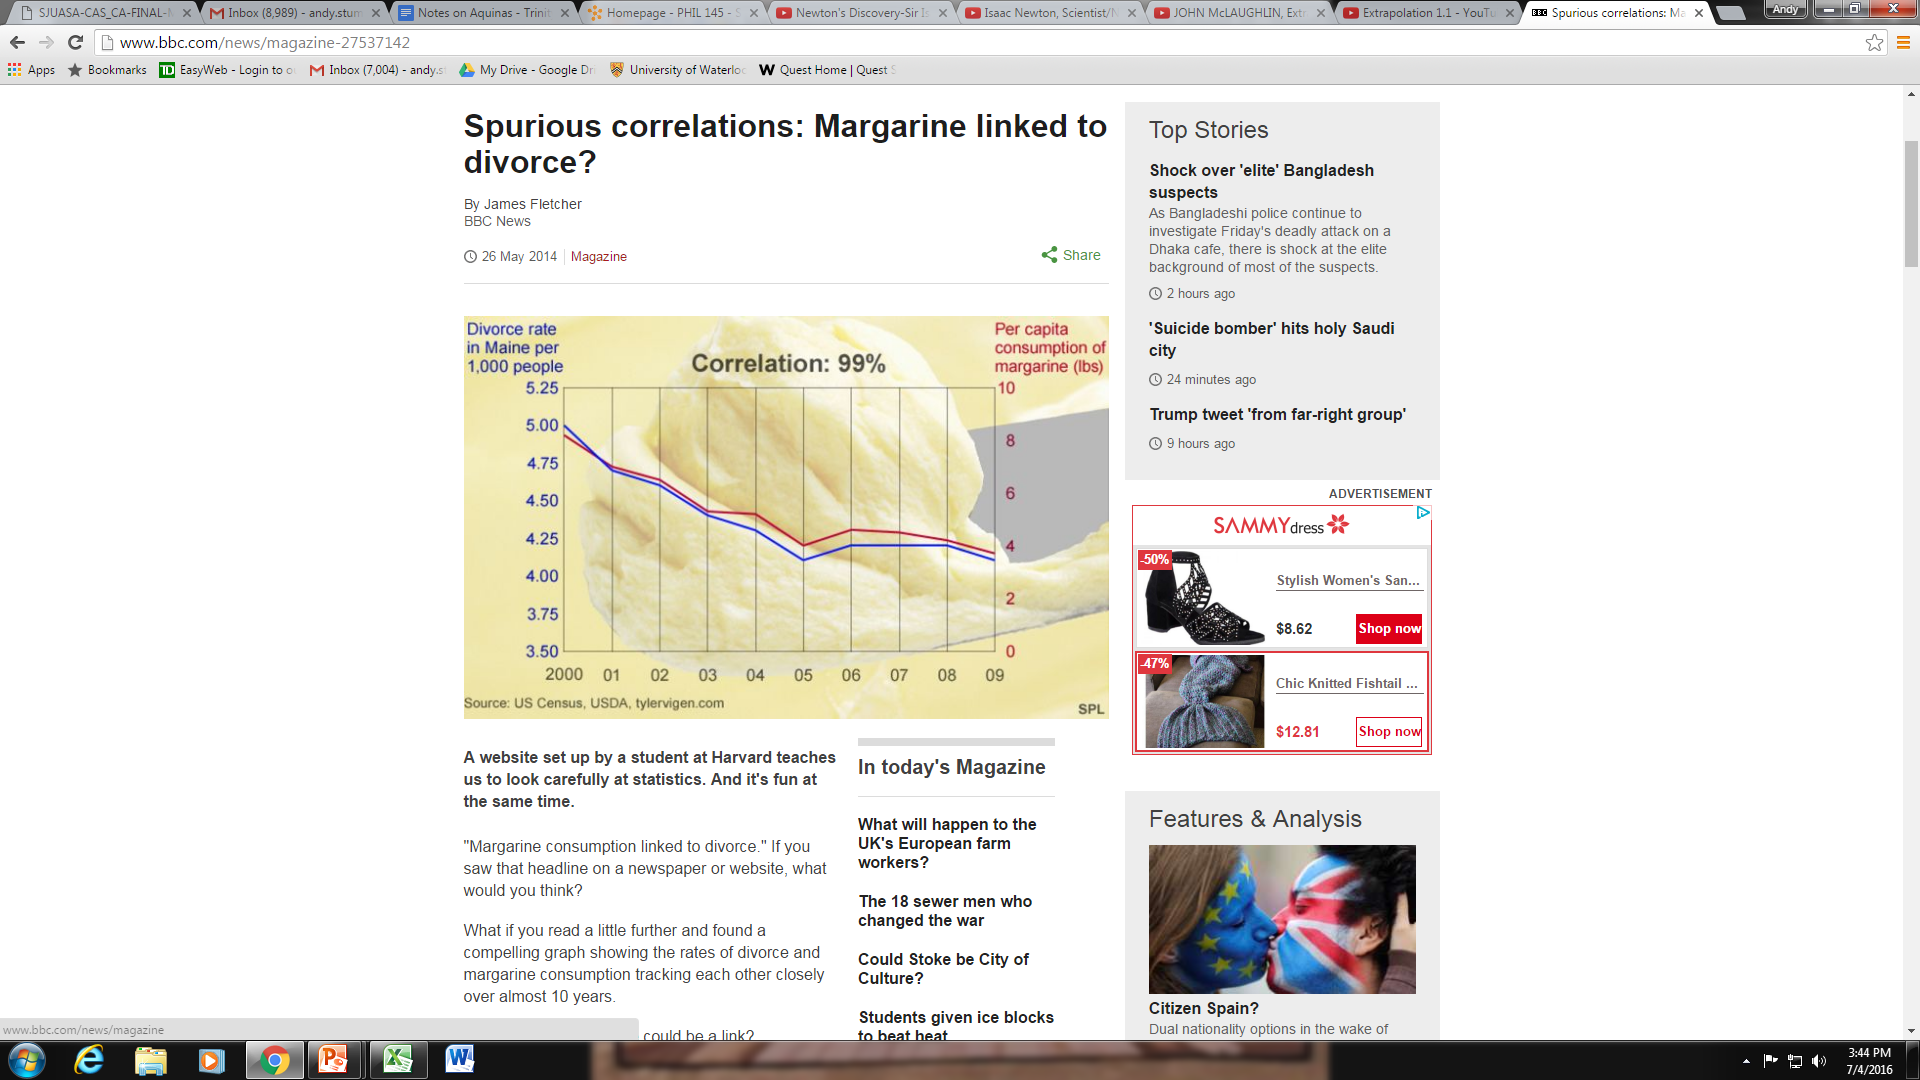 SJUASA-CAS_CA-FINAL-M
Inbox (8,989) - andy.stum
Notes on Aquinas - Trinit
Homepage - PHIL 145 - S
Newton's Discovery-Sir Is
Isaac Newton, Scientist/
JOHN McLAUGHLIN, Extr
Extrapolation 1.1 - YouTu
BBC Spurious correlations: Ma
Andy
www.bbc.com/news/magazine-27537142
Apps
Bookmarks
TD EasyWeb - Login to o
Inbox (7,004) - andy.st
My Drive - Google Dr
University of Waterloo
W Quest Home | Quest S
Spurious correlations: Margarine linked to
divorce?
By James Fletcher
BBC News
26 May 2014 Magazine
Share
Divorce rate
in Maine per
1,000 people
Correlation: 99%
Per capita
consumption of
margarine (lbs)
5.25
5.00
4.75
4.50
4.25
4.00
3.75
3.50
10
8
6
4
2
0
2000 01 02 03 04 05 06 07 08 09
Source: US Census, USDA, tylervigen.com
SPL
A website set up by a student at Harvard teaches
us to look carefully at statistics. And it's fun at
the same time.
"Margarine consumption linked to divorce." If you
saw that headline on a newspaper or website, what
would you think?
What if you read a little further and found a
compelling graph showing the rates of divorce and
margarine consumption tracking each other closely
over almost 10 years.
could be a link?
In today's Magazine
What will happen to the
UK's European farm
workers?
The 18 sewer men who
changed the war
Could Stoke be City of
Culture?
Students given ice blocks
to beat heat
Top Stories
Shock over 'elite' Bangladesh
suspects
As Bangladeshi police continue to
investigate Friday's deadly attack on a
Dhaka cafe, there is shock at the elite
background of most of the suspects.
2 hours ago
'Suicide bomber' hits holy Saudi
city
24 minutes ago
Trump tweet 'from far-right group'
9 hours ago
ADVERTISEMENT
SAMMYdress
-50%
Stylish Women's San...
$8.62
Shop now
-47%
Chic Knitted Fishtail ...
$12.81
Shop now
Features & Analysis
Citizen Spain?
Dual nationality options in the wake of
www.bbc.com/news/magazine
3:44 PM
7/4/2016